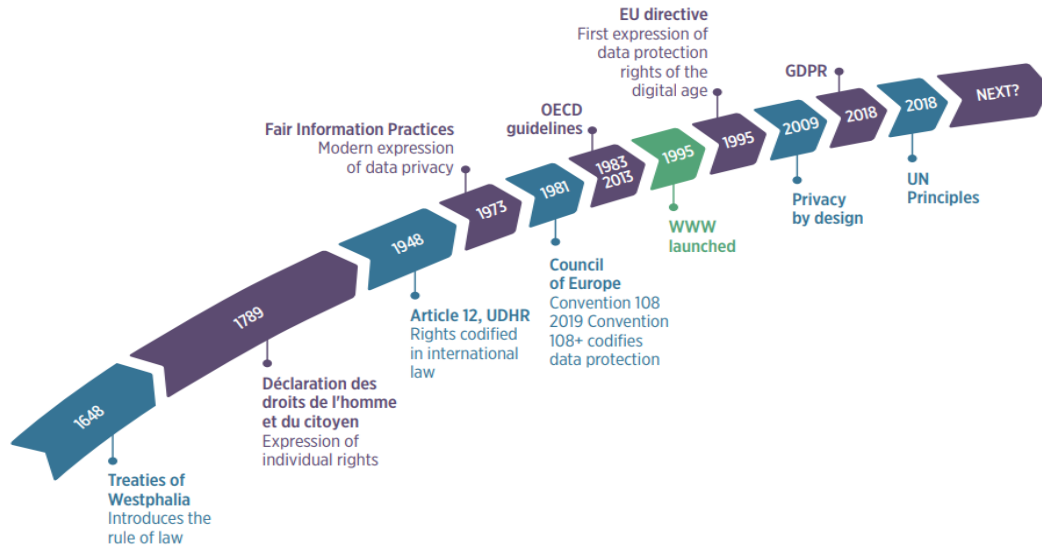 1648
Treaties of
Westphalia
Introduces the
rule of law
1789
Déclaration des
droits de l'homme
et du citoyen
Expression of
individual rights
1948
Article 12, UDHR
Rights codified
in international
law
Fair Information Practices
Modern expression
of data privacy
1973
1981
Council
of Europe
Convention 108
2019 Convention
108+ codifies
data protection
OECD
guidelines
1983
2013
1995
WWW
launched
EU directive
First expression of
data protection
rights of the
digital age
1995
2009
Privacy
by design
GDPR
2018
2018
UN
Principles
NEXT?